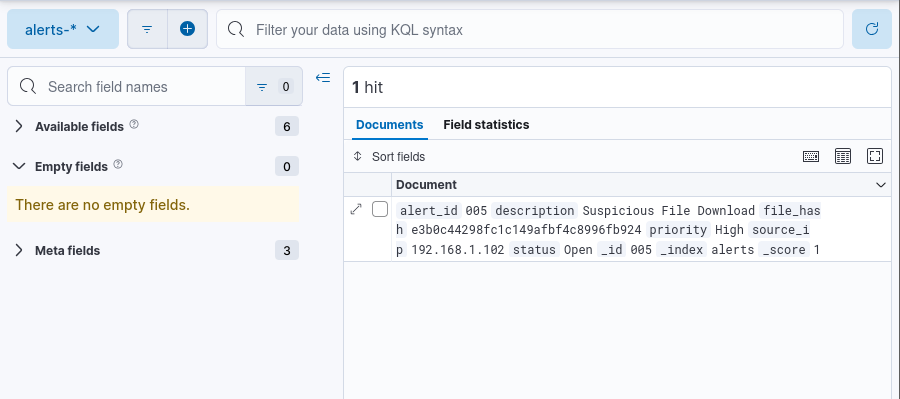 alerts-*
Filter your data using KQL syntax
Search field names
0
1 hit
Available fields
6
Documents
Field statistics
Empty fields
0
Sort fields
There are no empty fields.
Document
Meta fields
3
alert_id 005 description Suspicious File Download file_has
h e3b0c44298fc1c149afbf4c8996fb924 priority High source_i
p 192.168.1.102 status Open _id 005 _index alerts _score 1